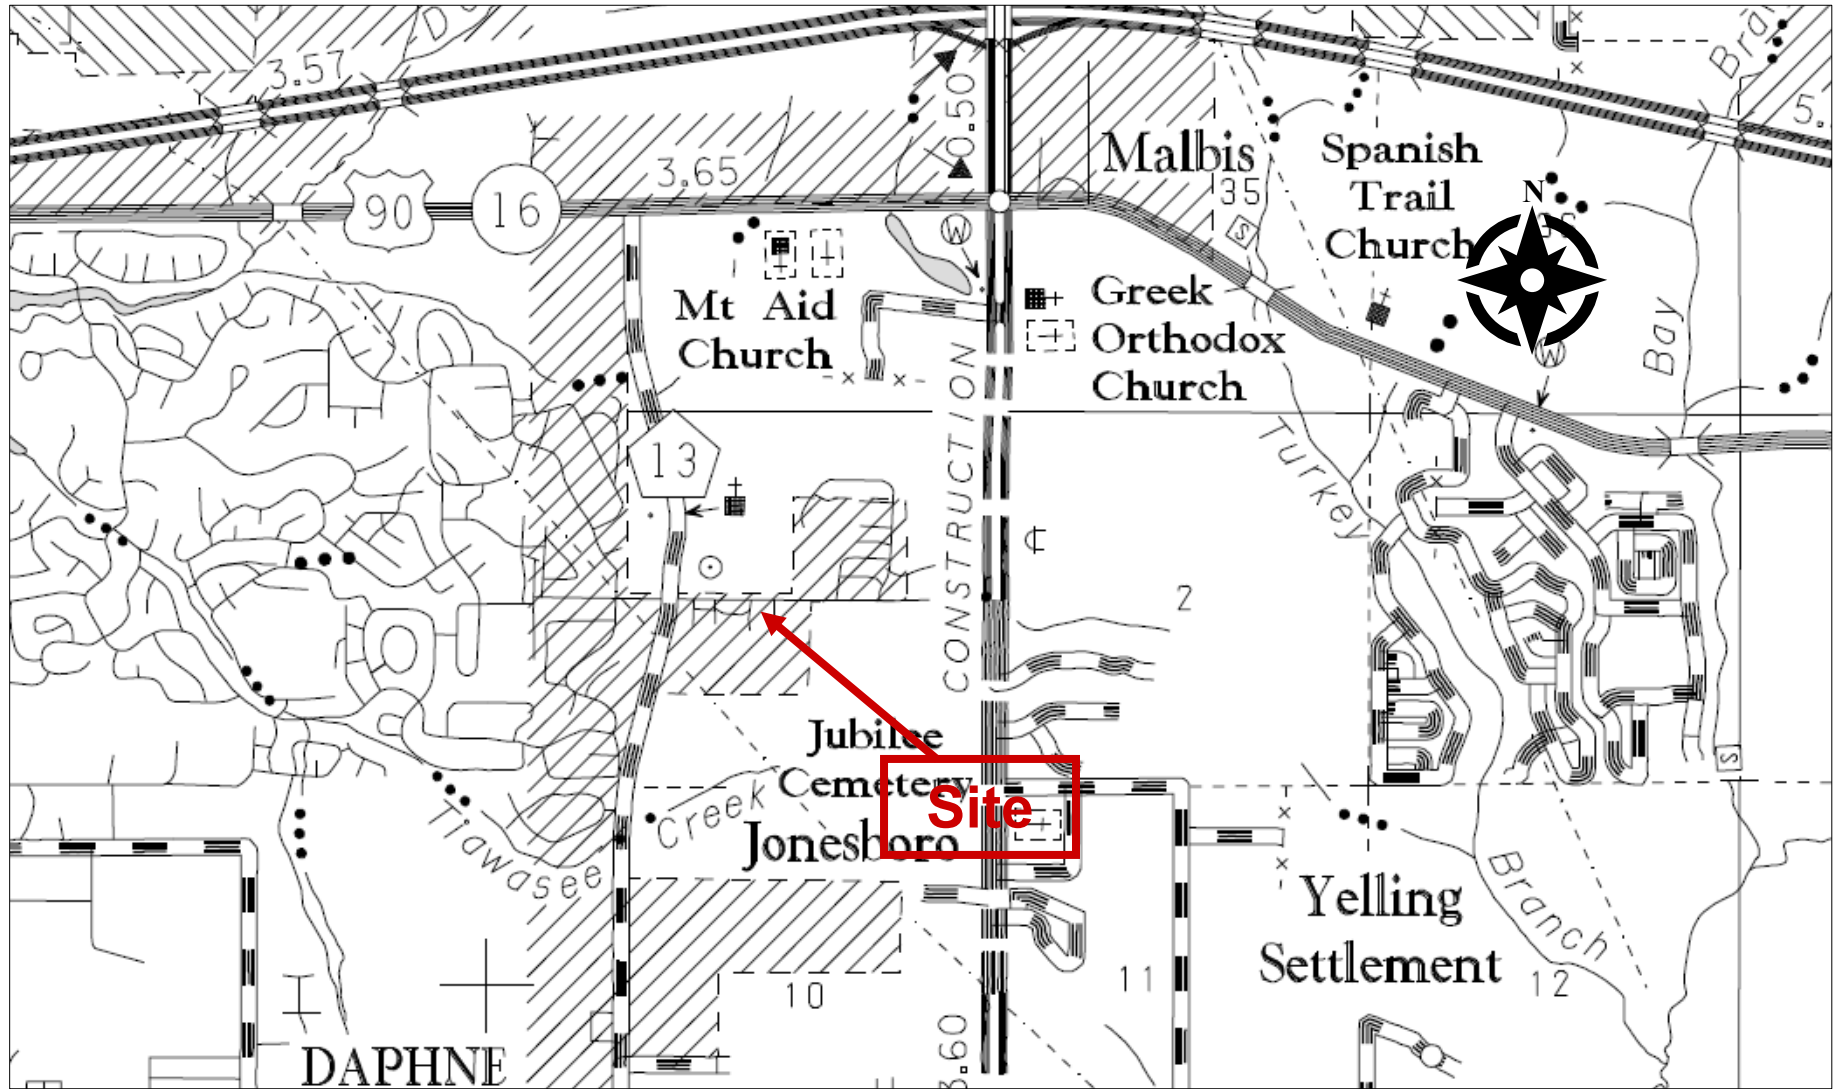 3.57
0.50
3.65
90
16
Malbis
35
Spanish
Trail
Church
N
S
W
5.
Bay
Mt Aid
Church
Greek
Orthodox
Church
W
13
CONSTRUCTION
Turkey
2
Jubilee
Cemetery
Site
Creek
Jonesboro
Tiawasee
S
Yelling
Settlement
Branch
10
11
12
3.60
DAPHNE